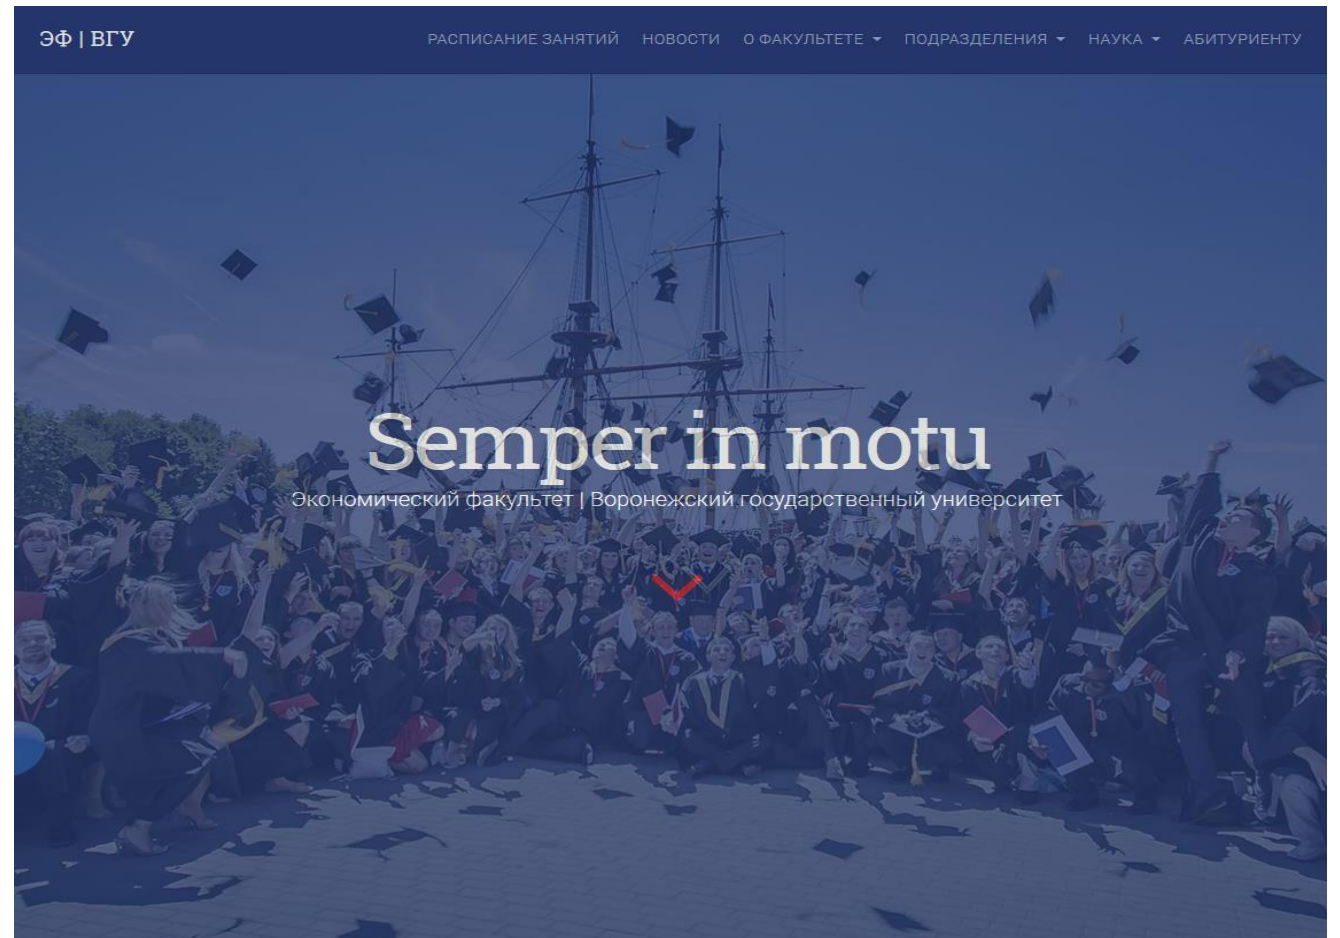 ЭФ | ВГУ
РАСПИСАНИЕ ЗАНЯТИЙ НОВОСТИ О ФАКУЛЬТЕТЕ ПОДРАЗДЕЛЕНИЯ НАУКА АБИТУРИЕНТУ
Semper in motu
Экономический факультет | Воронежский государственный университет